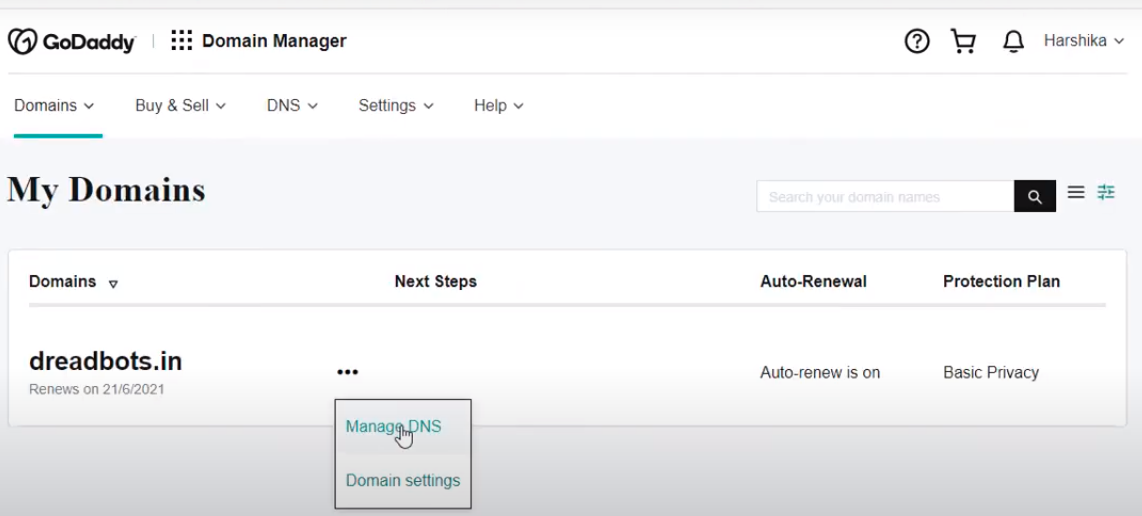 GoDaddy Domain Manager Harshika
Domains Buy & Sell DNS Settings Help
My Domains
Search your domain names
Domains Next Steps Auto-Renewal Protection Plan
dreadbots.in ••• Auto-renew is on Basic Privacy
Renews on 21/6/2021
Manage DNS
Domain settings